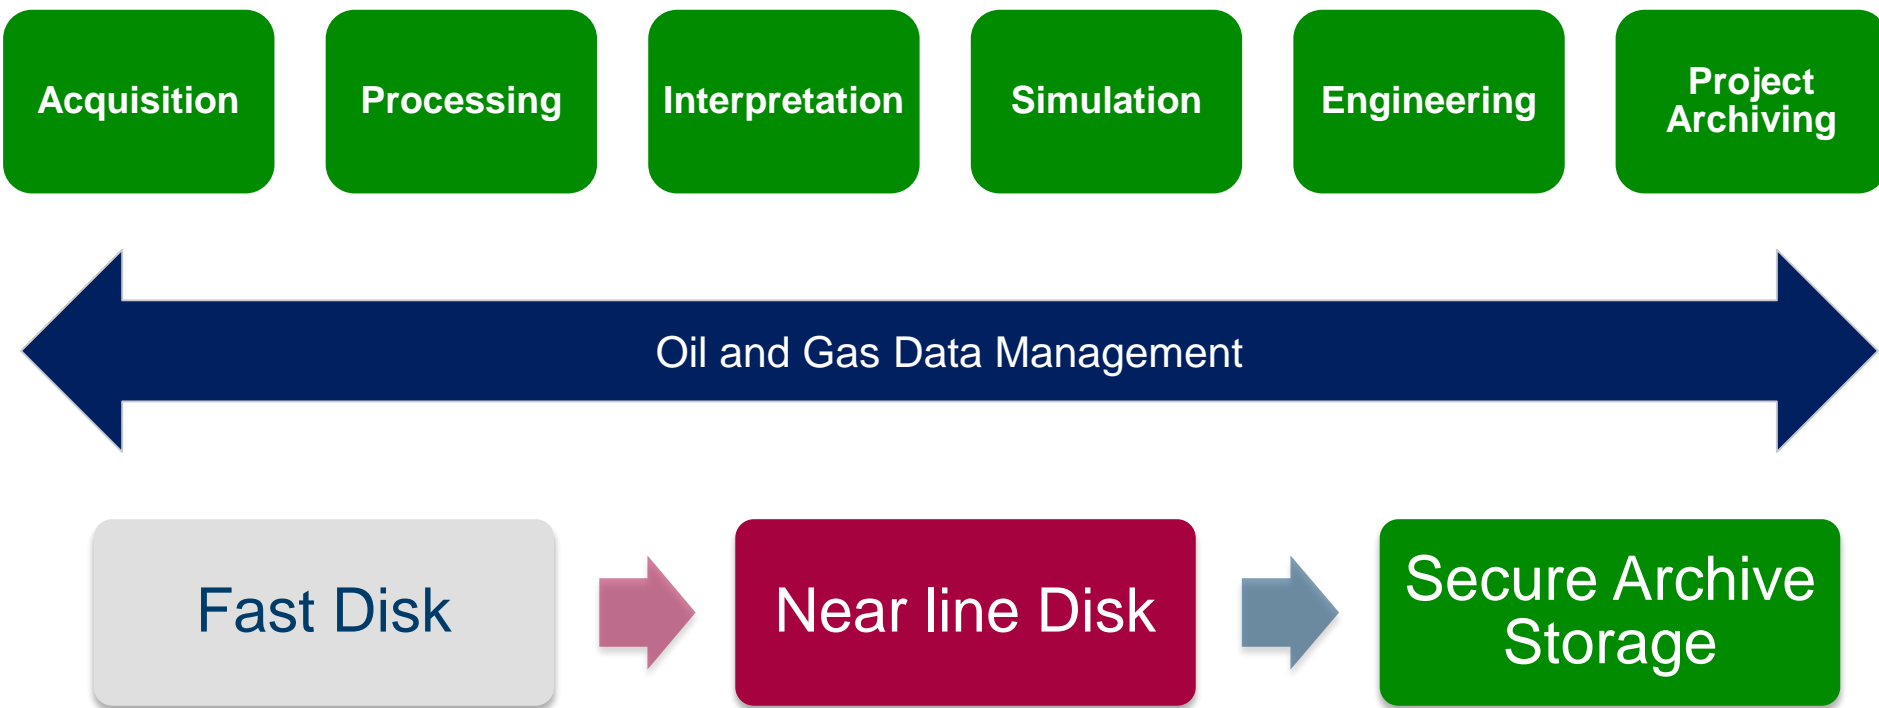 Acquisition
Processing
Interpretation
Simulation
Engineering
Project
Archiving
Oil and Gas Data Management
Fast Disk
Near line Disk
Secure Archive
Storage